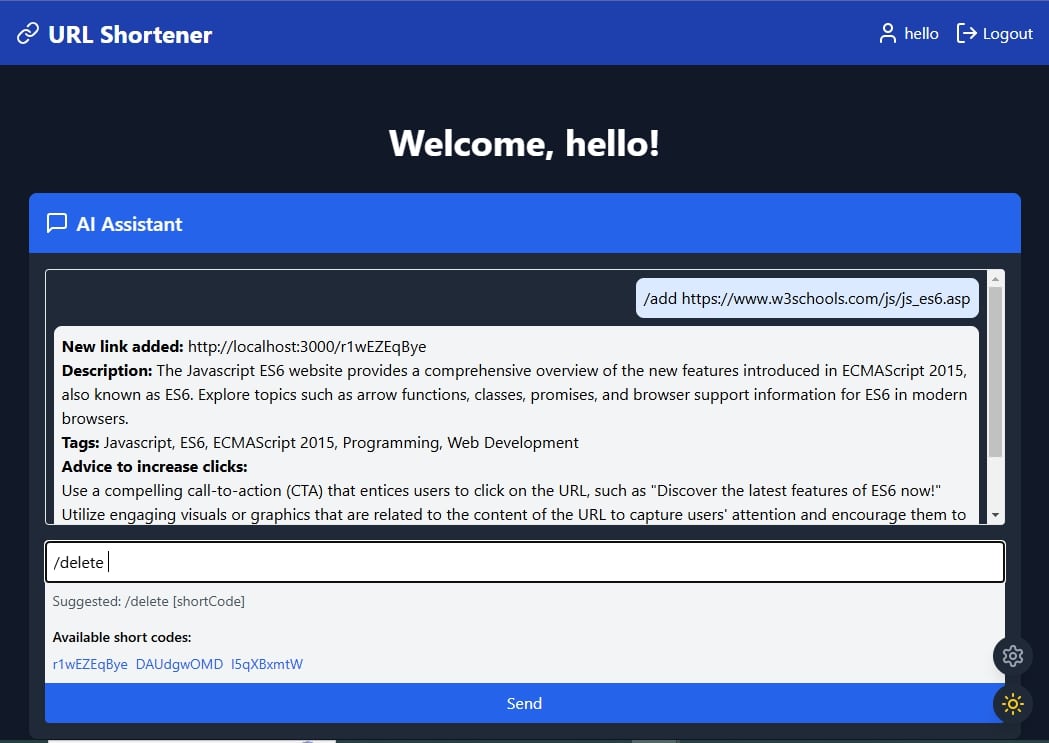 URL Shortener
hello
Logout
Welcome, hello!
AI Assistant
/add https://www.w3schools.com/js/js_es6.asp
New link added: http://localhost:3000/r1wEZEqBye
Description: The Javascript ES6 website provides a comprehensive overview of the new features introduced in ECMAScript 2015,
also known as ES6. Explore topics such as arrow functions, classes, promises, and browser support information for ES6 in modern
browsers.
Tags: Javascript, ES6, ECMAScript 2015, Programming, Web Development
Advice to increase clicks:
Use a compelling call-to-action (CTA) that entices users to click on the URL, such as "Discover the latest features of ES6 now!"
Utilize engaging visuals or graphics that are related to the content of the URL to capture users' attention and encourage them to
/delete
Suggested: /delete [shortCode]
Available short codes:
r1wEZEqBye DAUdgwOMD I5qXBxmtW
Send